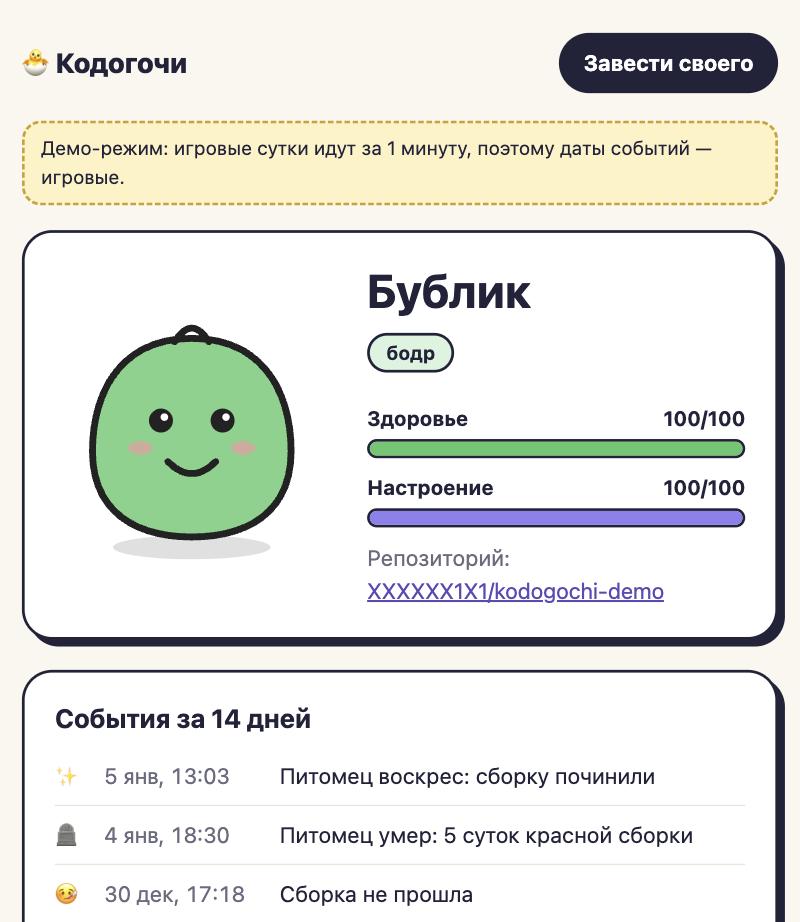 Кодогочи
Завести своего
Демо-режим: игровые сутки идут за 1 минуту, поэтому даты событий —
игровые.
Бублик
бодр
Здоровье 100/100
Настроение 100/100
Репозиторий:
XXXXXX1X1/kodogochi-demo
События за 14 дней
5 янв, 13:03 Питомец воскрес: сборку починили
4 янв, 18:30 Питомец умер: 5 суток красной сборки
30 дек, 17:18 Сборка не прошла